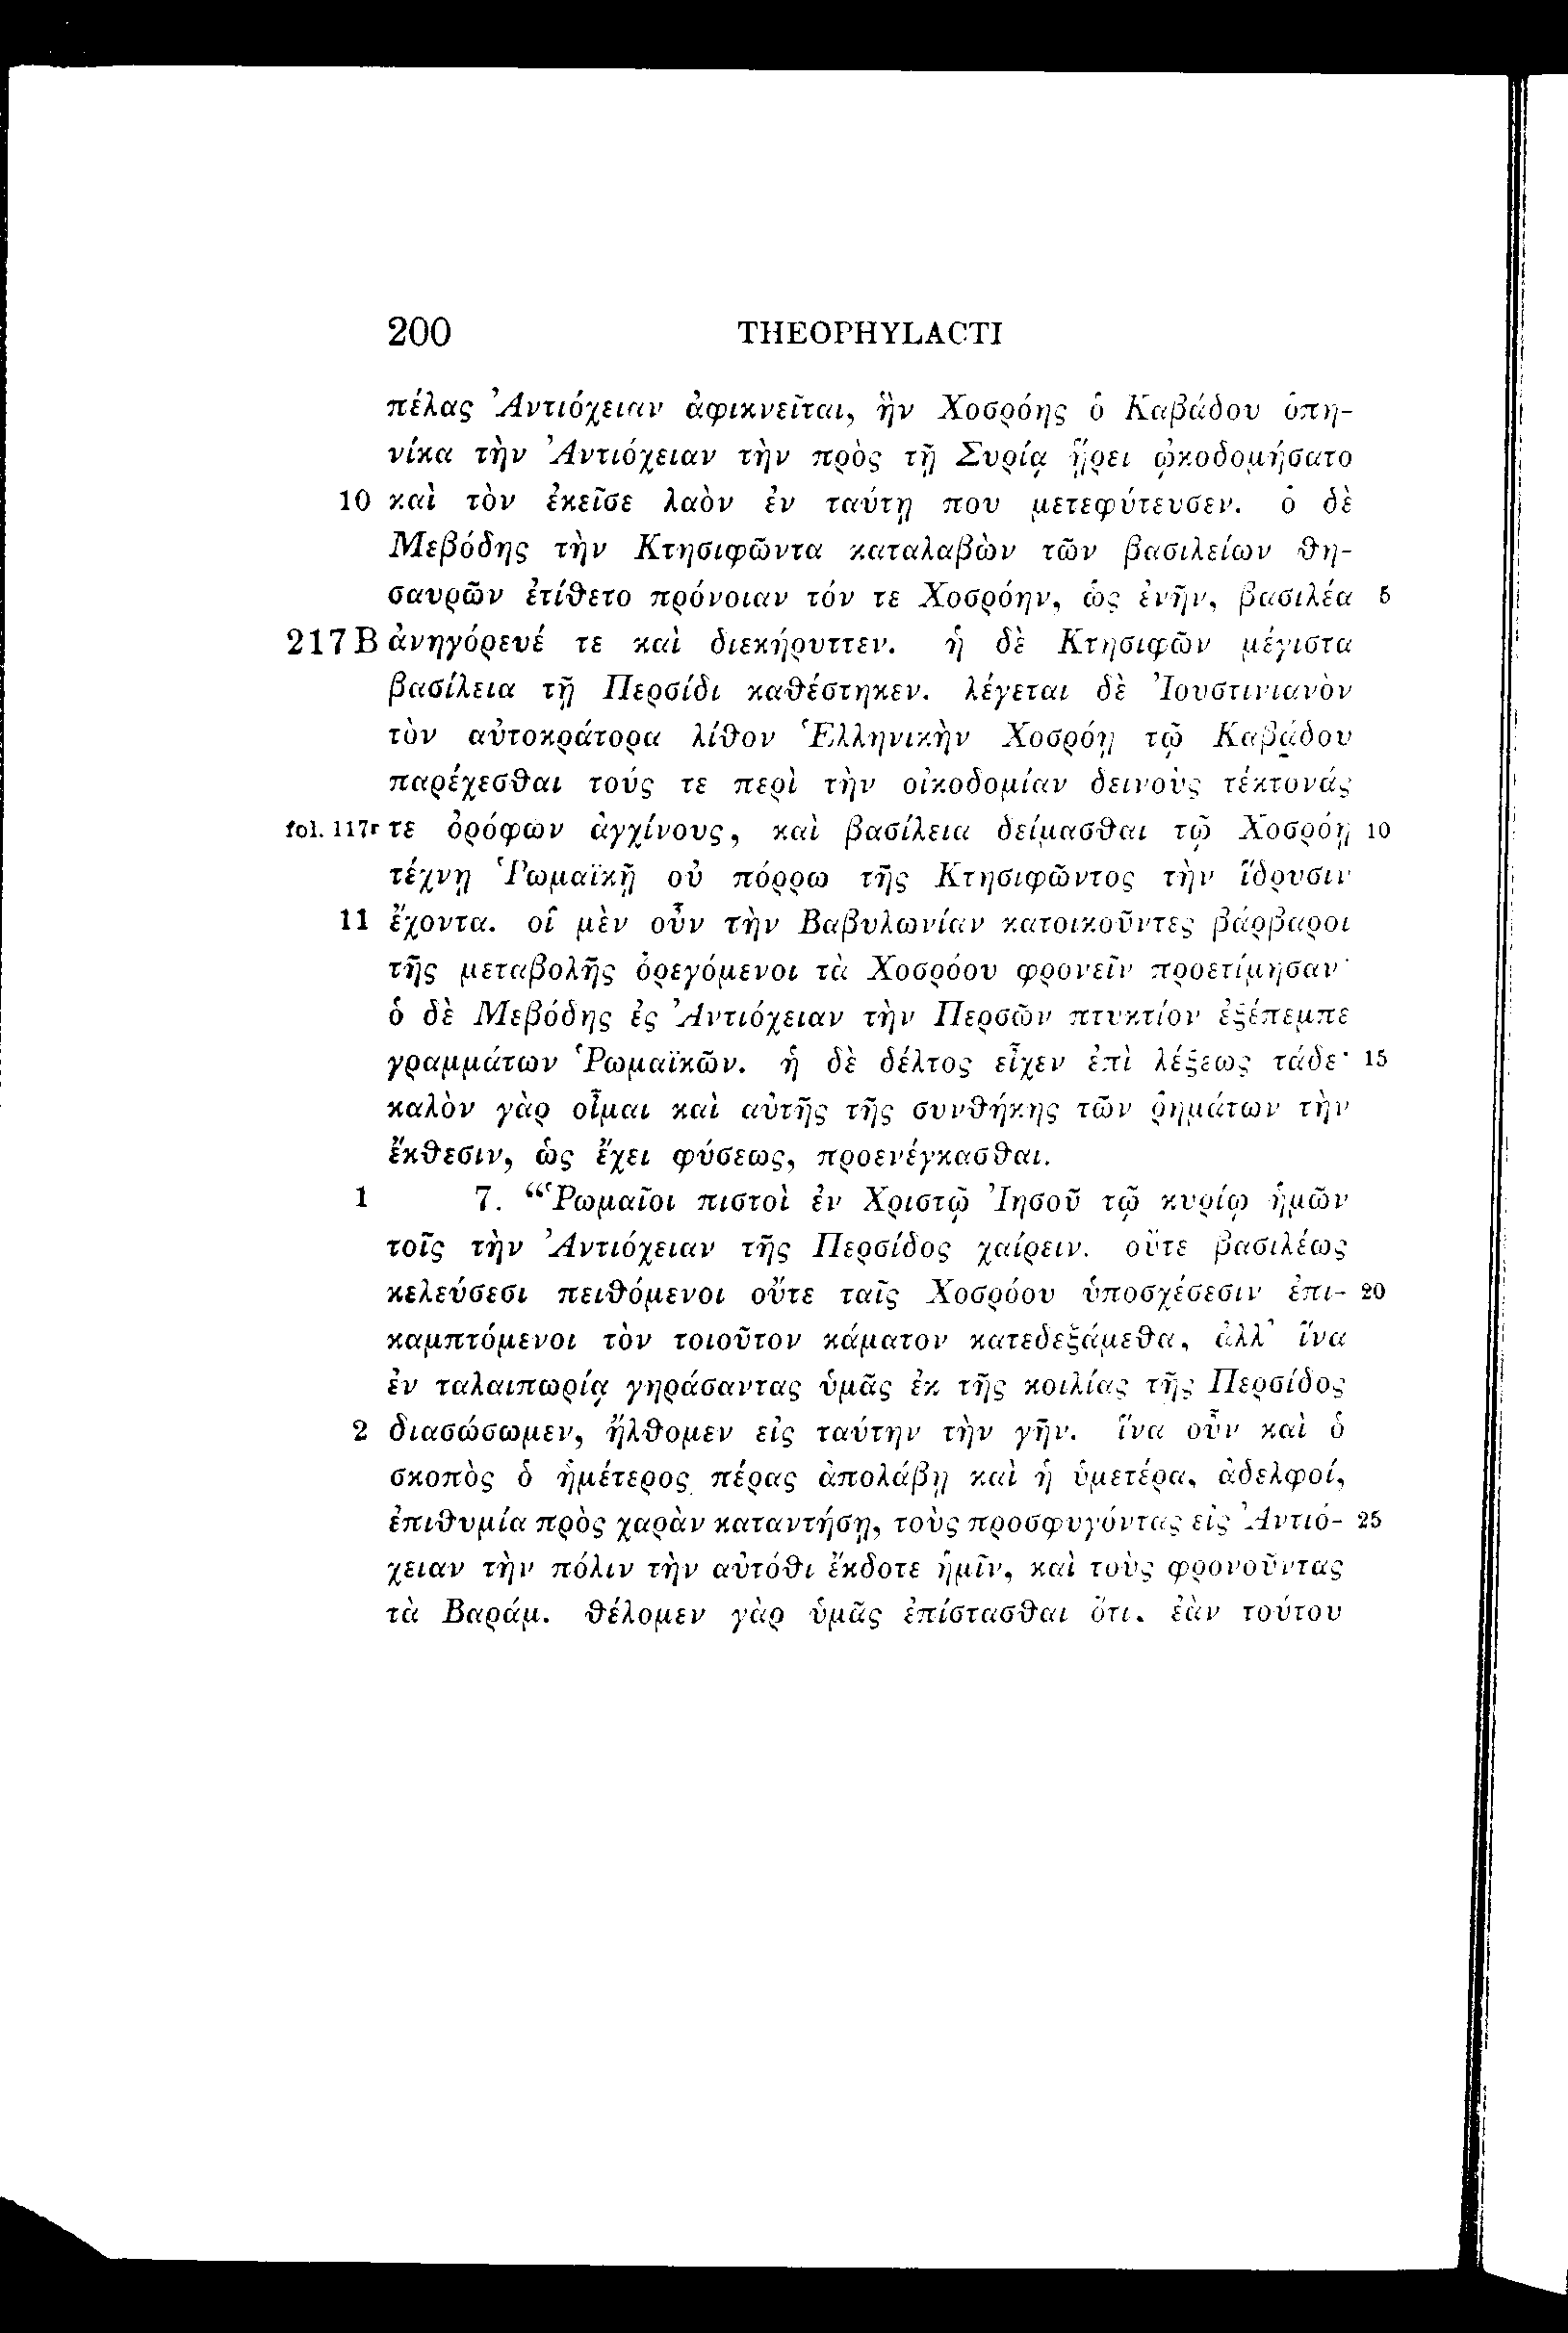 200 THEOPHYLACTI
πέλας Ἀντιόχειαν ἀφικνεῖται, ἣν Χοσρόης ὁ Καβάδου ὁπη-
νίκα τὴν Ἀντιόχειαν τὴν πρὸς τῇ Συρίᾳ ᾕρει ᾠκοδομήσατο
10 καὶ τὸν ἐκεῖσε λαὸν ἐν ταύτῃ που μετεφύτευσεν. ὁ δὲ
Μεβόδης τὴν Κτησιφῶντα καταλαβὼν τῶν βασιλείων θη-
σαυρῶν ἐτίθετο πρόνοιαν τόν τε Χοσρόην, ὡς ἐνῆν, βασιλέα 5
217 B ἀνηγόρευέ τε καὶ διεκήρυττεν. ἡ δὲ Κτησιφῶν μέγιστα
βασίλεια τῇ Περσίδι καθέστηκεν. λέγεται δὲ Ἰουστινιανὸν
τὸν αὐτοκράτορα λίθον Ἑλληνικὴν Χοσρόῃ τῷ Καβάδου
παρέχεσθαι τούς τε περὶ τὴν οἰκοδομίαν δεινοὺς τέκτονάς
fol. 117r τε ὀρόφων ἀγχίνους, καὶ βασίλεια δείμασθαι τῷ Χοσρόῃ 10
τέχνῃ Ῥωμαϊκῇ οὐ πόρρω τῆς Κτησιφῶντος τὴν ἵδρυσιν
11 ἔχοντα. οἱ μὲν οὖν τὴν Βαβυλωνίαν κατοικοῦντες βάρβαροι
τῆς μεταβολῆς ὀρεγόμενοι τὰ Χοσρόου φρονεῖν προετίμησαν·
ὁ δὲ Μεβόδης ἐς Ἀντιόχειαν τὴν Περσῶν πτυκτίον ἐξέπεμπε
γραμμάτων Ῥωμαϊκῶν. ἡ δὲ δέλτος εἶχεν ἐπὶ λέξεως τάδε· 15
καλὸν γὰρ οἶμαι καὶ αὐτῆς τῆς συνθήκης τῶν ῥημάτων τὴν
ἔκθεσιν, ὡς ἔχει φύσεως, προενέγκασθαι.
1 7. “Ῥωμαῖοι πιστοὶ ἐν Χριστῷ Ἰησοῦ τῷ κυρίῳ ἡμῶν
τοῖς τὴν Ἀντιόχειαν τῆς Περσίδος χαίρειν. οὔτε βασιλέως
κελεύσεσι πειθόμενοι οὔτε ταῖς Χοσρόου ὑποσχέσεσιν ἐπι- 20
καμπτόμενοι τὸν τοιοῦτον κάματον κατεδεξάμεθα, ἀλλ’ ἵνα
ἐν ταλαιπωρίᾳ γηράσαντας ὑμᾶς ἐκ τῆς κοιλίας τῆς Περσίδος
2 διασώσωμεν, ἤλθομεν εἰς ταύτην τὴν γῆν. ἵνα οὖν καὶ ὁ
σκοπὸς ὁ ἡμέτερος πέρας ἀπολάβῃ καὶ ἡ ὑμετέρα, ἀδελφοί,
ἐπιθυμία πρὸς χαρὰν καταντήσῃ, τοὺς προσφυγόντας εἰς Ἀντιό- 25
χειαν τὴν πόλιν τὴν αὐτόθι ἔκδοτε ἡμῖν, καὶ τοὺς φρονοῦντας
τὰ Βαράμ. θέλομεν γὰρ ὑμᾶς ἐπίστασθαι ὅτι, ἐὰν τούτου